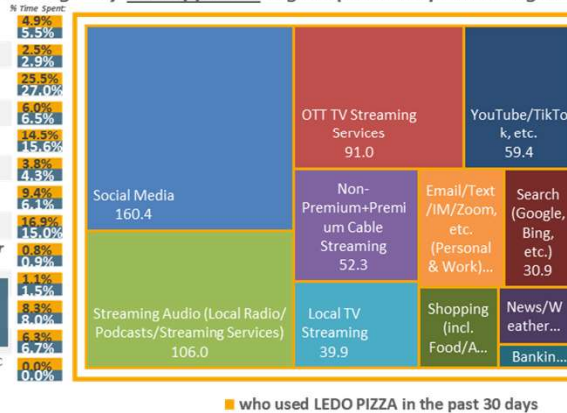 % Time Spent:
4.9%
5.5%
2.5%
2.9%
25.5%
27.0%
6.0%
6.5%
14.5%
15.6%
3.8%
4.3%
9.4%
6.1%
16.9%
15.0%
0.8%
0.9%
1.1%
1.5%
8.3%
8.0%
6.3%
6.7%
0.0%
0.0%
Social Media
160.4
Streaming Audio (Local Radio/
Podcasts/Streaming Services)
106.0
OTT TV Streaming
Services
91.0
YouTube/TikTo
k, etc.
59.4
Non-
Premium+Premi
um Cable
Streaming
52.3
Email/Text
/IM/Zoom,
etc.
(Personal
& Work)...
Search
(Google,
Bing,
etc.)
30.9
Local TV
Streaming
39.9
Shopping
(incl.
Food/A...
News/W
eather...
Bankin...
who used LEDO PIZZA in the past 30 days